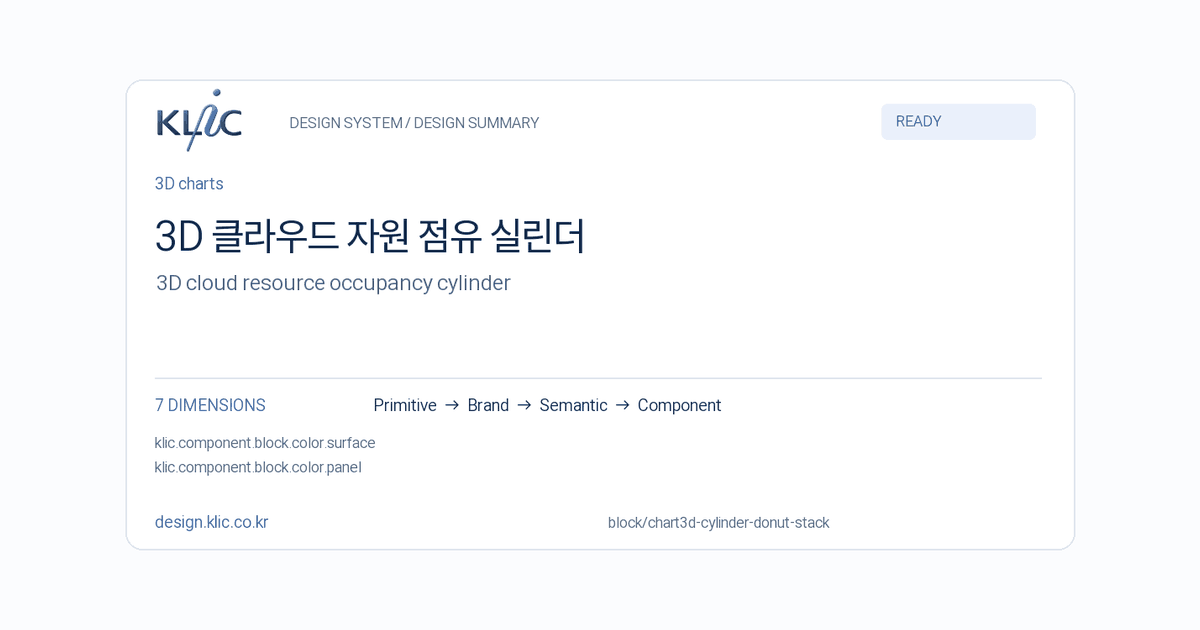 KLiC
DESIGN SYSTEM / DESIGN SUMMARY
READY
3D charts
3D 클라우드 자원 점유 실린더
3D cloud resource occupancy cylinder
7 DIMENSIONS
Primitive → Brand → Semantic → Component
klic.component.block.color.surface
klic.component.block.color.panel
design.klic.co.kr
block/chart3d-cylinder-donut-stack